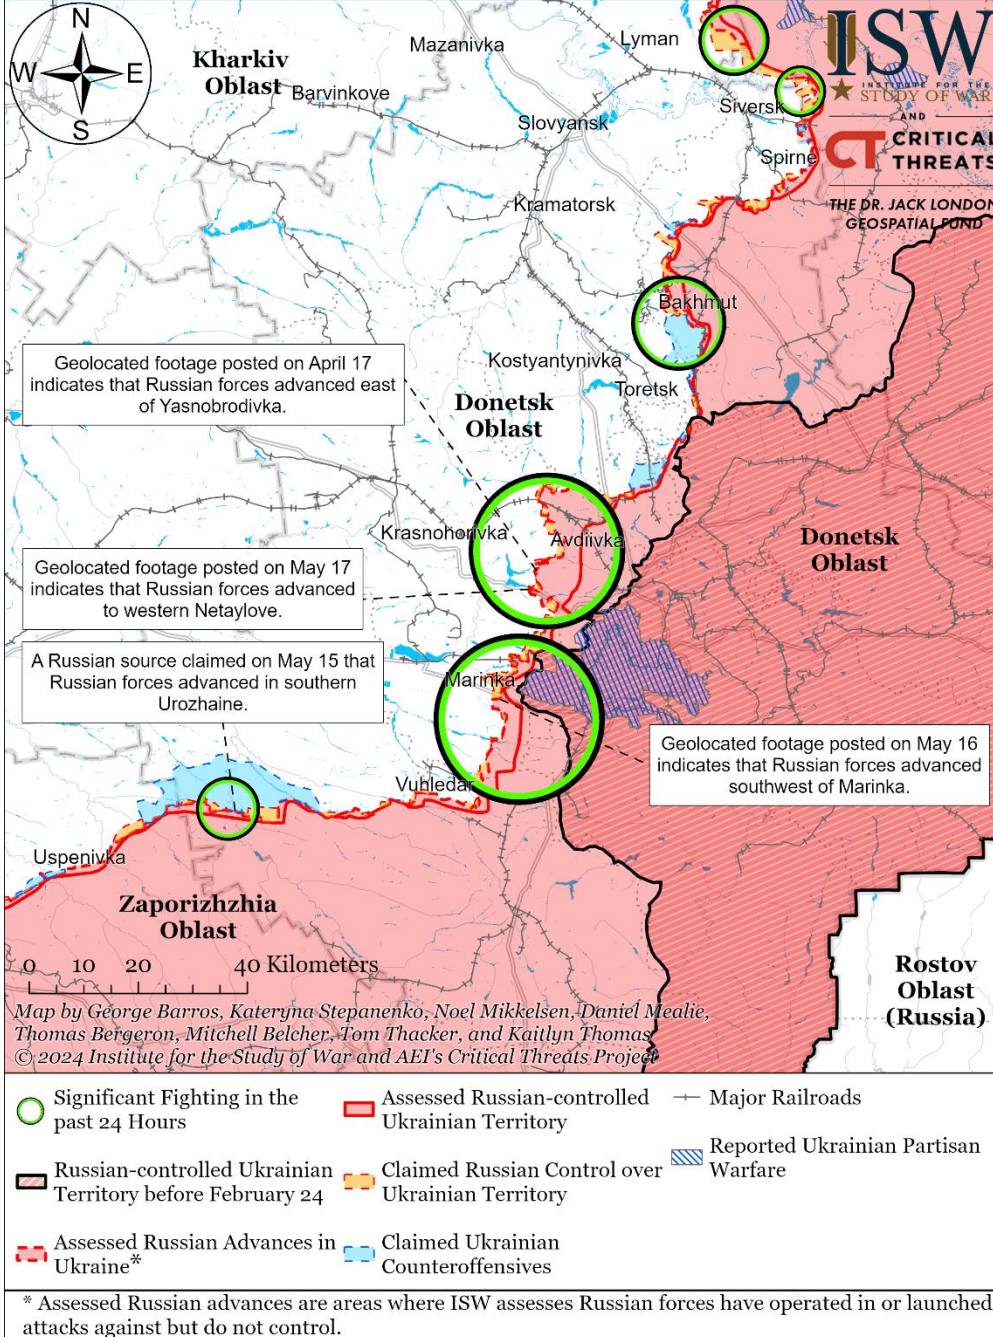 N
W
E
S
Kharkiv
Oblast
Mazanivka
Lyman
Barvinkove
Slovyansk
Siversk
Spirne
Kramatorsk
ISW
INSTITUTE FOR THE
STUDY OF WAR
AND
CT
CRITICAL
THREATS
THE DR. JACK LONDON
GEOSPATIAL FUND
Bakhmut
Geolocated footage posted on April 17
indicates that Russian forces advanced east
of Yasnobrodivka.
Kostyantynivka
Toretsk
Donetsk
Oblast
Krasnohorivka
Avdiivka
Donetsk
Oblast
Geolocated footage posted on May 17
indicates that Russian forces advanced
to western Netaylove.
A Russian source claimed on May 15 that
Russian forces advanced in southern
Urozhaine.
Marinka
Geolocated footage posted on May 16
indicates that Russian forces advanced
southwest of Marinka.
Vuhledar
Uspenivka
Zaporizhzhia
Oblast
Rostov
Oblast
(Russia)
0 10 20 40 Kilometers
Map by George Barros, Kateryna Stepanenko, Noel Mikkelsen, Daniel Mealie,
Thomas Bergeron, Mitchell Belcher, Tom Thacker, and Kaitlyn Thomas
© 2024 Institute for the Study of War and AEI's Critical Threats Project
Significant Fighting in the
past 24 Hours
Russian-controlled Ukrainian
Territory before February 24
Assessed Russian Advances in
Ukraine*
Assessed Russian-controlled
Ukrainian Territory
Claimed Russian Control over
Ukrainian Territory
Claimed Ukrainian
Counteroffensives
Major Railroads
Reported Ukrainian Partisan
Warfare
* Assessed Russian advances are areas where ISW assesses Russian forces have operated in or launched
attacks against but do not control.